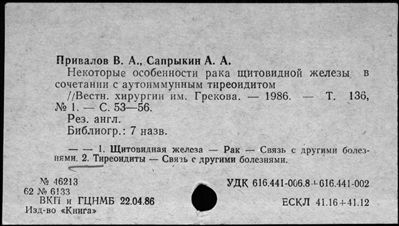 Привалов В. А., Сапрыкин А. А.
Некоторые особенности рака щитовидной железы в
сочетании с аутоиммунным тиреоидитом
//Вестн. хирургии им. Грекова. — 1986. — Т. 136,
№ 1. — С. 53—56.
Рез. англ.
Библиогр.: 7 назв.
— — 1. Щитовидная железа — Рак — Связь с другими болез-
нями. 2. Тиреоидиты — Связь с другими болезнями.
№ 46213
УДК 616.441-006.8+616.441-002
62 № 6133
ВКП и ГЦНМБ 22.04.86
ЕСКЛ 41.16+41.12
Изд-во «Книга»